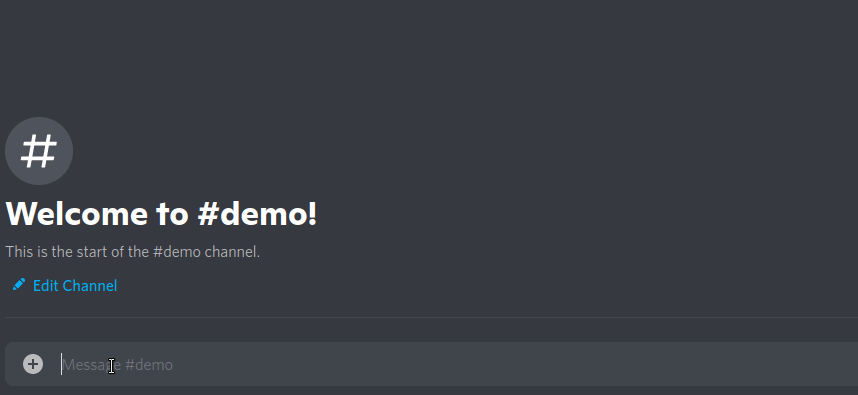 #
Welcome to #demo!
This is the start of the #demo channel.
Edit Channel
Message #demo